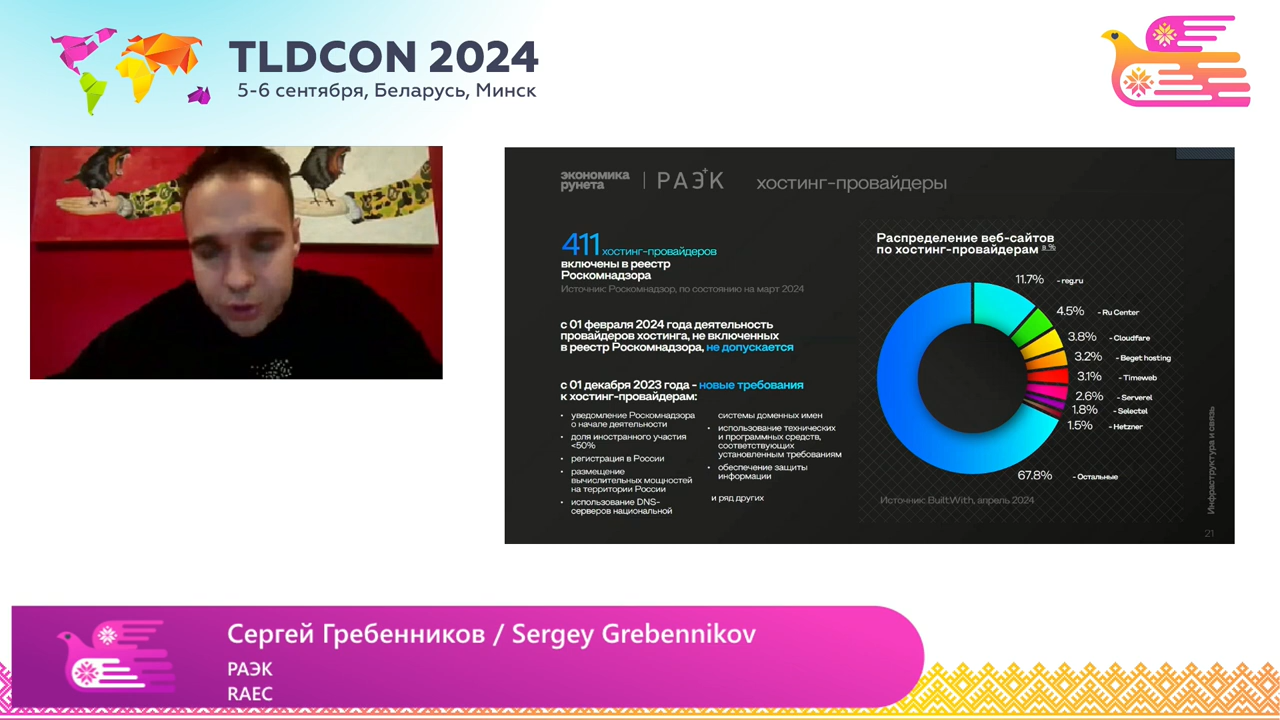 TLDCON 2024
5-6 сентября, Беларусь, Минск
экономика
рунета
РАЭК
хостинг-провайдеры
411 хостинг-провайдеров
включены в реестр
Роскомнадзора
Источник: Роскомнадзор, по состоянию на март 2024
с 01 февраля 2024 года деятельность
провайдеров хостинга, не включенных
в реестр Роскомнадзора, не допускается
с 01 декабря 2023 года - новые требования
к хостинг-провайдерам:
• уведомление Роскомнадзора
о начале деятельности
• доля иностранного участия
<50%
• регистрация в России
• размещение
вычислительных мощностей
на территории России
• использование DNS-
серверов национальной
системы доменных имен
• использование технических
и программных средств,
соответствующих
установленным требованиям
• обеспечение защиты
информации
и ряд других
Распределение веб-сайтов
по хостинг-провайдерам в %
11.7% - reg.ru
4.5% - Ru Center
3.8% - Cloudfare
3.2% - Beget hosting
3.1% - Timeweb
2.6% - Serverel
1.8% - Selectel
1.5% - Hetzner
67.8% - Остальные
Источник: BuiltWith, апрель 2024
Инфраструктура и связь
21
Сергей Гребенников / Sergey Grebennikov
РАЭК
RAEC